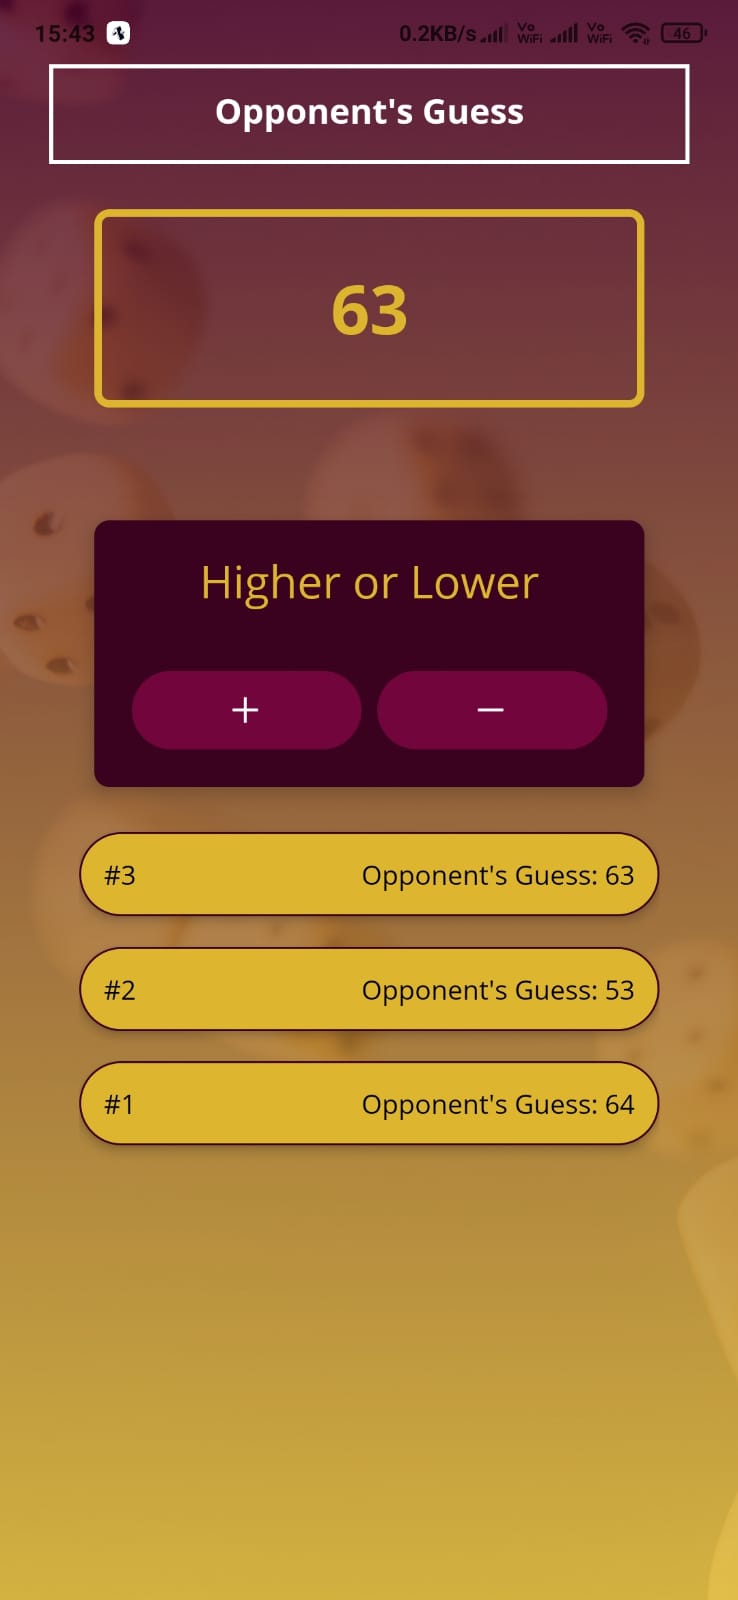 15:43 0.2KB/s Vo WiFi Vo WiFi 46
Opponent's Guess
63
Higher or Lower
+ −
#3 Opponent's Guess: 63
#2 Opponent's Guess: 53
#1 Opponent's Guess: 64